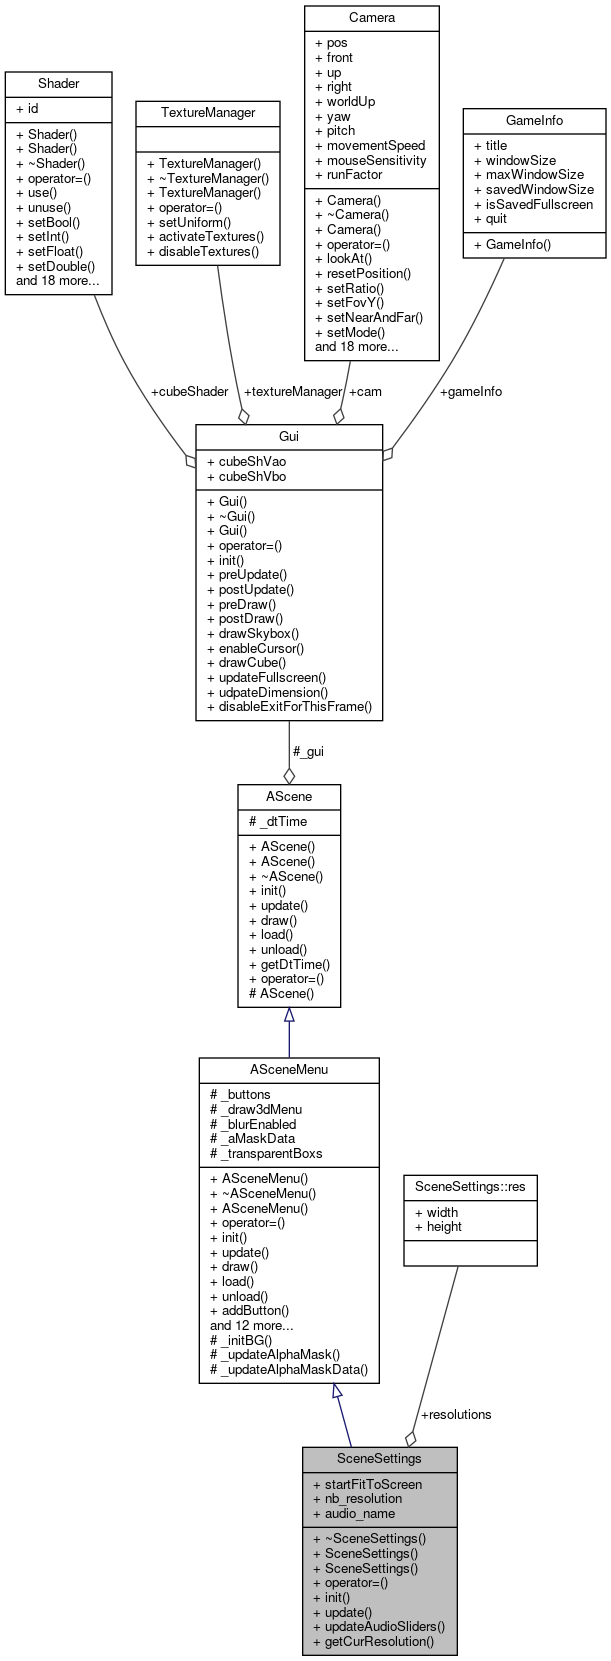 Camera
+ pos
+ front
+ up
+ right
+ worldUp
+ yaw
+ pitch
+ movementSpeed
+ mouseSensitivity
+ runFactor
+ Camera()
+ ~Camera()
+ Camera()
+ operator=()
+ lookAt()
+ resetPosition()
+ setRatio()
+ setFovY()
+ setNearAndFar()
+ setMode()
and 18 more...
Shader
+ id
+ Shader()
+ Shader()
+ ~Shader()
+ operator=()
+ use()
+ unuse()
+ setBool()
+ setInt()
+ setFloat()
+ setDouble()
and 18 more...
TextureManager
+ TextureManager()
+ ~TextureManager()
+ TextureManager()
+ operator=()
+ setUniform()
+ activateTextures()
+ disableTextures()
GameInfo
+ title
+ windowSize
+ maxWindowSize
+ savedWindowSize
+ isSavedFullscreen
+ quit
+ GameInfo()
+cubeShader
+textureManager
+cam
+gameInfo
Gui
+ cubeShVao
+ cubeShVbo
+ Gui()
+ ~Gui()
+ Gui()
+ operator=()
+ init()
+ preUpdate()
+ postUpdate()
+ preDraw()
+ postDraw()
+ drawSkybox()
+ enableCursor()
+ drawCube()
+ updateFullscreen()
+ udpateDimension()
+ disableExitForThisFrame()
#_gui
AScene
# _dtTime
+ AScene()
+ AScene()
+ ~AScene()
+ init()
+ update()
+ draw()
+ load()
+ unload()
+ getDtTime()
+ operator=()
# AScene()
ASceneMenu
# _buttons
# _draw3dMenu
# _blurEnabled
# _aMaskData
# _transparentBoxs
+ ASceneMenu()
+ ~ASceneMenu()
+ ASceneMenu()
+ operator=()
+ init()
+ update()
+ draw()
+ load()
+ unload()
+ addButton()
and 12 more...
# _initBG()
# _updateAlphaMask()
# _updateAlphaMaskData()
SceneSettings::res
+ width
+ height
+resolutions
SceneSettings
+ startFitToScreen
+ nb_resolution
+ audio_name
+ ~SceneSettings()
+ SceneSettings()
+ SceneSettings()
+ operator=()
+ init()
+ update()
+ updateAudioSliders()
+ getCurResolution()